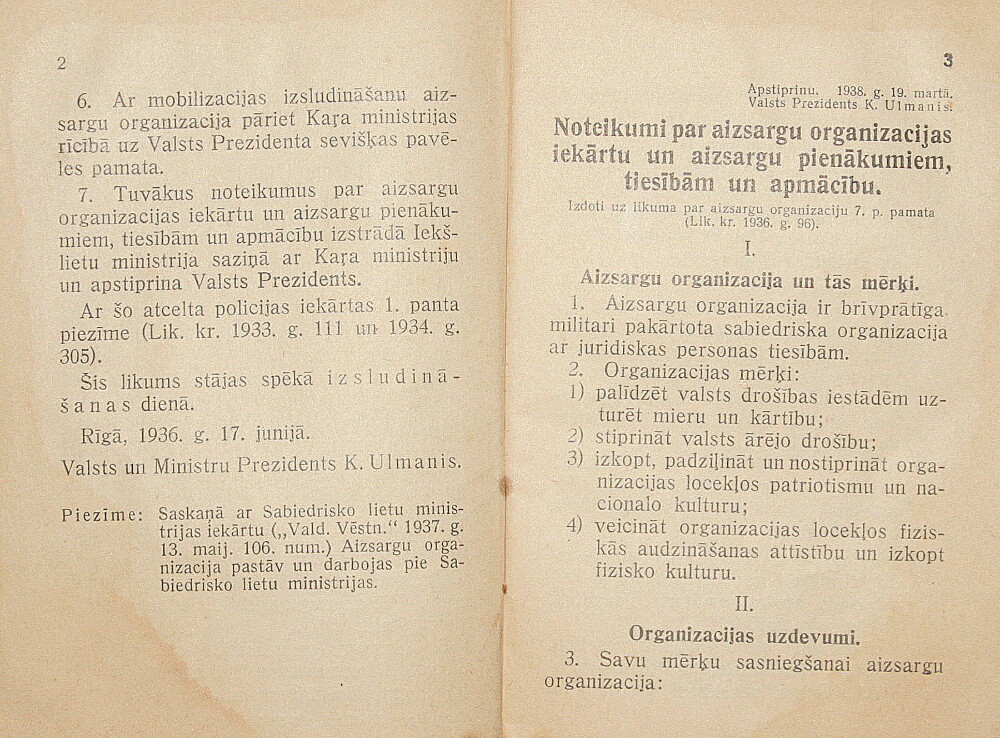 2
6. Ar mobilizacijas izsludināšanu aiz-
sargu organizacija pāriet Kaŗa ministrijas
rīcībā uz Valsts Prezidenta sevišķas pavē-
les pamata.
7. Tuvākus noteikumus par aizsargu
organizacijas iekārtu un aizsargu pienāku-
miem, tiesībām un apmācību izstrādā Iekš-
lietu ministrija saziņā ar Kaŗa ministriju
un apstiprina Valsts Prezidents.
Ar šo atcelta policijas iekārtas 1. panta
piezīme (Lik. kr. 1933. g. 111 un 1934. g.
305).
Šis likums stājas spēkā izsludinā-
šanas dienā.
Rīgā, 1936. g. 17. junijā.
Valsts un Ministru Prezidents K. Ulmanis.
Piezīme: Saskaņā ar Sabiedrisko lietu minis-
trijas iekārtu („Vald. Vēstn.“ 1937. g.
13. maij. 106. num.) Aizsargu orga-
nizacija pastāv un darbojas pie Sa-
biedrisko lietu ministrijas.
3
Apstiprinu. 1938. g. 19. martā.
Valsts Prezidents K. Ulmanis.
Noteikumi par aizsargu organizacijas
iekārtu un aizsargu pienākumiem,
tiesībām un apmācību.
Izdoti uz likuma par aizsargu organizaciju 7. p. pamata
(Lik. kr. 1936. g. 96).
I.
Aizsargu organizacija un tās mērķi.
1. Aizsargu organizacija ir brīvprātīga
militari pakārtota sabiedriska organizacija
ar juridiskas personas tiesībām.
2. Organizacijas mērķi:
1) palīdzēt valsts drošības iestādēm uz-
turēt mieru un kārtību;
2) stiprināt valsts ārējo drošību;
3) izkopt, padziļināt un nostiprināt orga-
nizacijas locekļos patriotismu un na-
cionalo kulturu;
4) veicināt organizacijas locekļos fizis-
kās audzināšanas attīstību un izkopt
fizisko kulturu.
II.
Organizacijas uzdevumi.
3. Savu mērķu sasniegšanai aizsargu
organizacija: